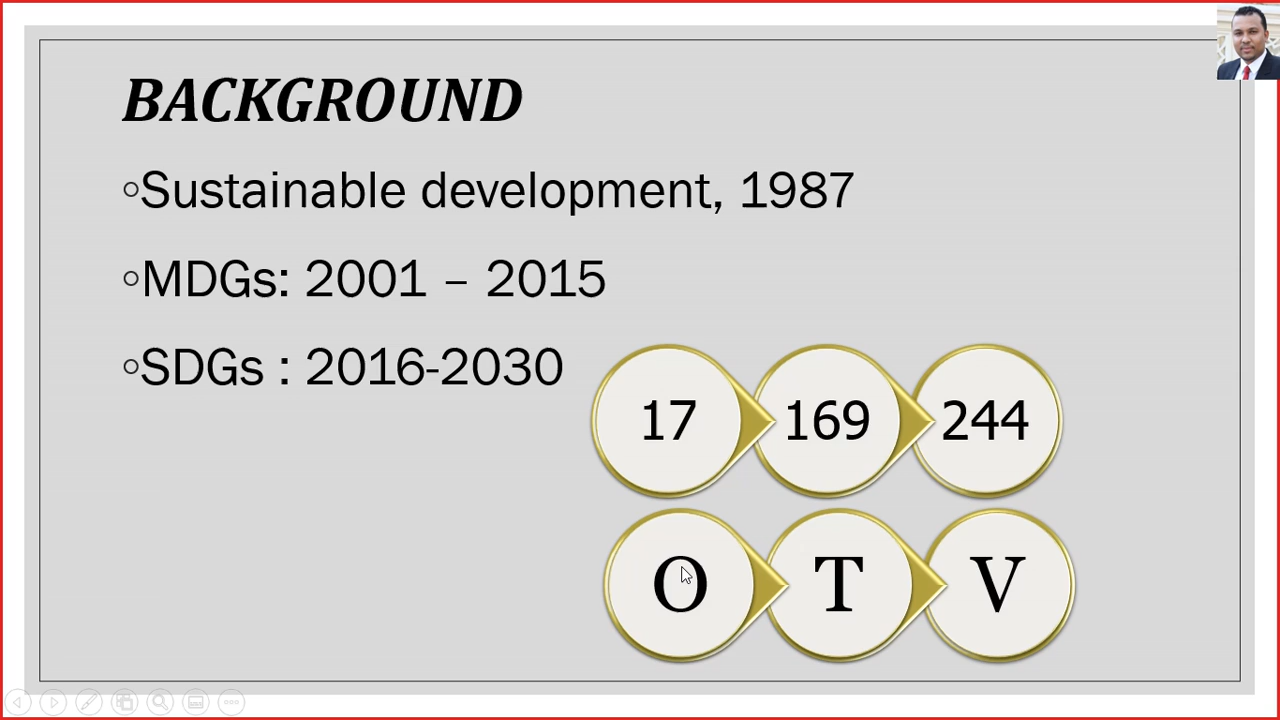 BACKGROUND
Sustainable development, 1987
MDGs: 2001 – 2015
SDGs : 2016-2030
17 169 244
O T V